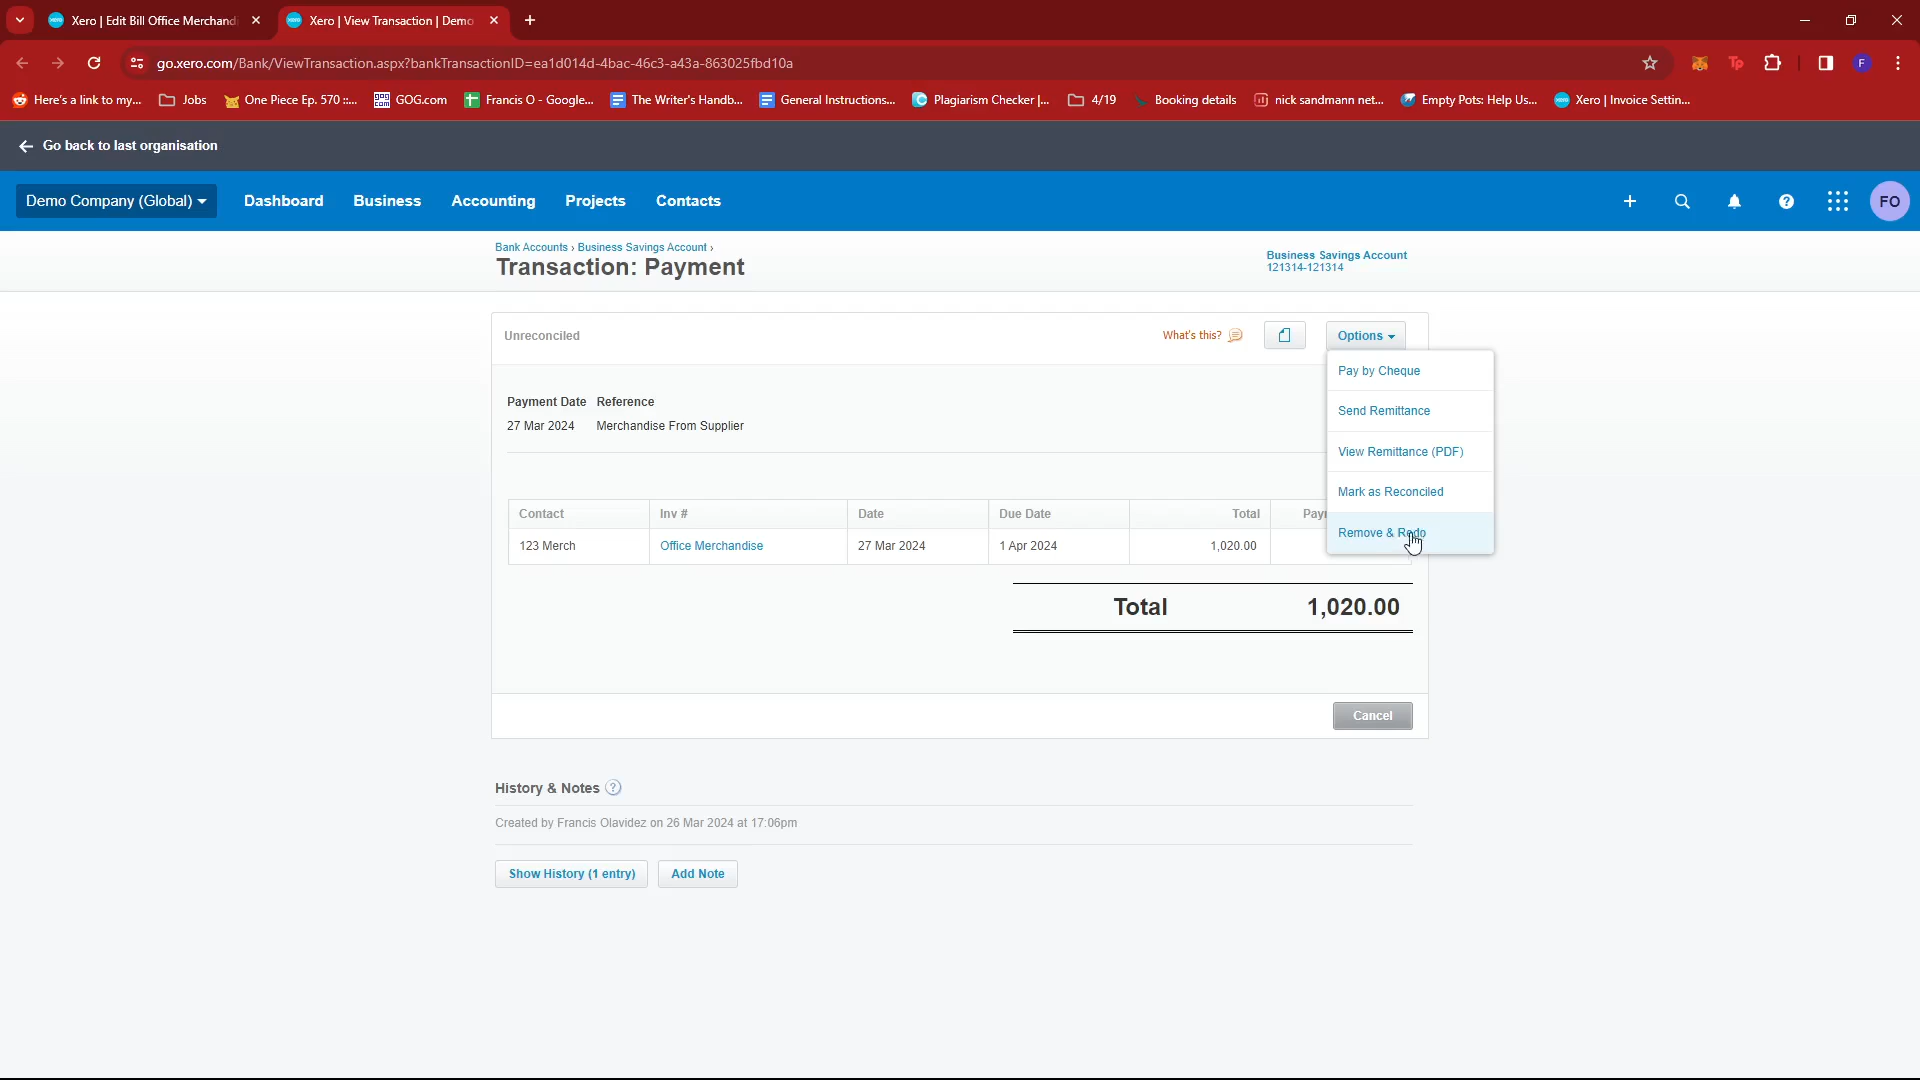 Xero | Edit Bill Office Merchand
Xero | View Transaction | Demo
go.xero.com/Bank/ViewTransaction.aspx?bankTransactionID=ea1d014d-4bac-46c3-a43a-863025fbd10a
Tp
F
Here's a link to my...
Jobs
One Piece Ep. 570 ::...
GOG.com
Francis O - Google...
The Writer's Handb...
General Instructions...
Plagiarism Checker |...
4/19
Booking details
nick sandmann net...
Empty Pots: Help Us...
Xero | Invoice Settin...
Go back to last organisation
Demo Company (Global)
Dashboard
Business
Accounting
Projects
Contacts
FO
Bank Accounts › Business Savings Account ›
Transaction: Payment
Business Savings Account
121314-121314
Unreconciled
What's this?
Options
Pay by Cheque
Send Remittance
View Remittance (PDF)
Mark as Reconciled
Remove & Redo
Payment Date Reference
27 Mar 2024 Merchandise From Supplier
Contact Inv # Date Due Date Total
123 Merch Office Merchandise 27 Mar 2024 1 Apr 2024 1,020.00
Total 1,020.00
Cancel
History & Notes ?
Created by Francis Olavidez on 26 Mar 2024 at 17:06pm
Show History (1 entry)
Add Note